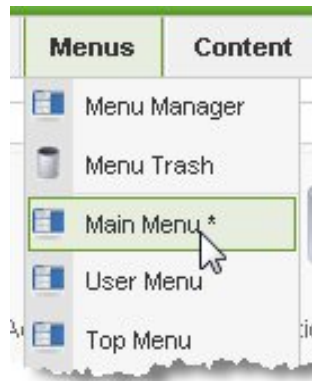 Menus Content
Menu Manager
Menu Trash
Main Menu *
User Menu
Top Menu